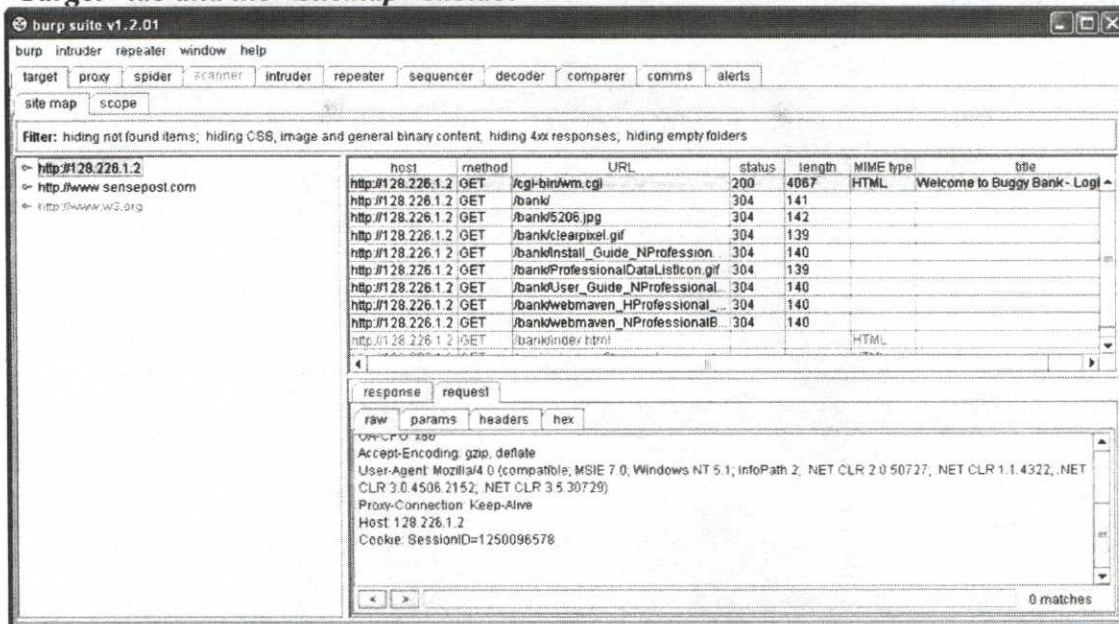 burp suite v1.2.01
burp intruder repeater window help
target proxy spider scanner intruder repeater sequencer decoder comparer comms alerts
site map scope
Filter: hiding not found items; hiding CSS, image and general binary content; hiding 4xx responses; hiding empty folders
http://128.226.1.2
http://www.sensepost.com
http://www.w3.org
host method URL status length MIME type title
http://128.226.1.2 GET /cgi-bin/wm.cgi 200 4067 HTML Welcome to Buggy Bank - Logi
http://128.226.1.2 GET /bank/ 304 141
http://128.226.1.2 GET /bank/5206.jpg 304 142
http://128.226.1.2 GET /bank/clearpixel.gif 304 139
http://128.226.1.2 GET /bank/Install_Guide_NProfession... 304 140
http://128.226.1.2 GET /bank/ProfessionalDataListIcon.gif 304 139
http://128.226.1.2 GET /bank/User_Guide_NProfessional... 304 140
http://128.226.1.2 GET /bank/webmaven_HProfessional_... 304 140
http://128.226.1.2 GET /bank/webmaven_NProfessionalB... 304 140
http://128.226.1.2 GET /bank/index.html HTML
response request
raw params headers hex
Accept-Encoding: gzip, deflate
User-Agent: Mozilla/4.0 (compatible; MSIE 7.0; Windows NT 5.1; InfoPath.2; .NET CLR 2.0.50727; .NET CLR 1.1.4322; .NET
CLR 3.0.4506.2152; .NET CLR 3.5.30729)
Proxy-Connection: Keep-Alive
Host: 128.226.1.2
Cookie: SessionID=1250096578
< > 0 matches